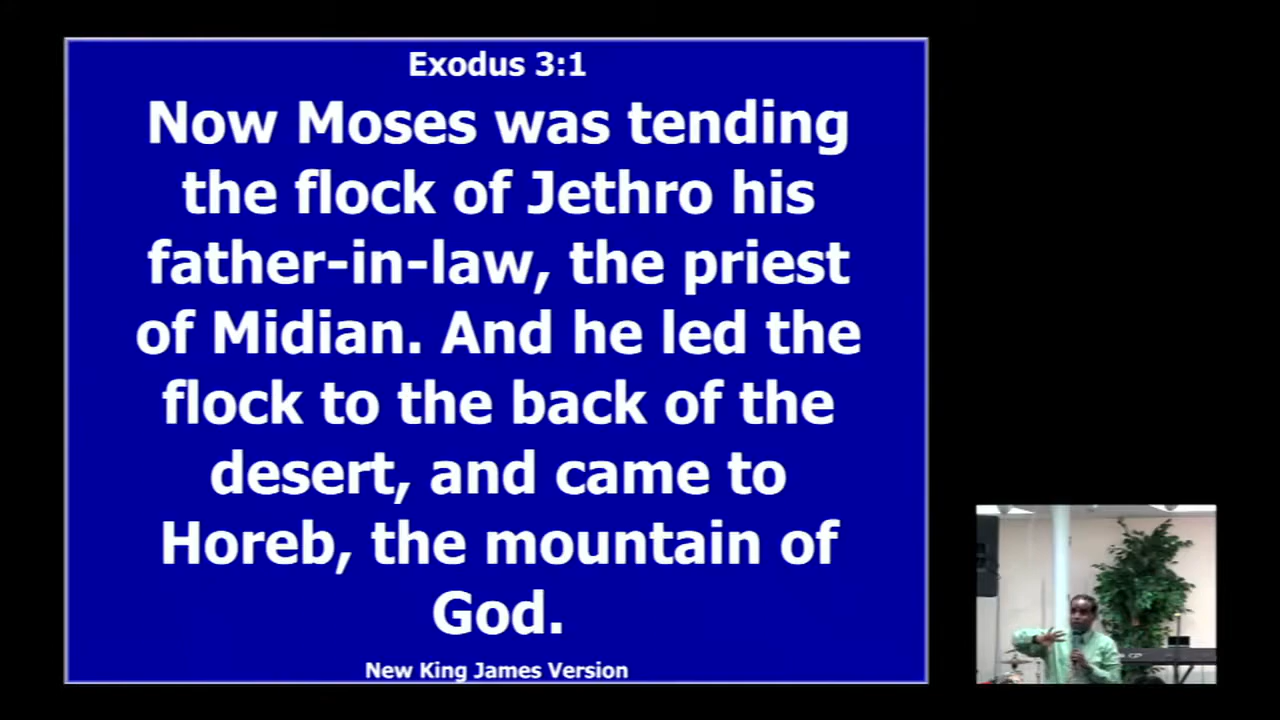 Exodus 3:1
Now Moses was tending
the flock of Jethro his
father-in-law, the priest
of Midian. And he led the
flock to the back of the
desert, and came to
Horeb, the mountain of
God.
New King James Version